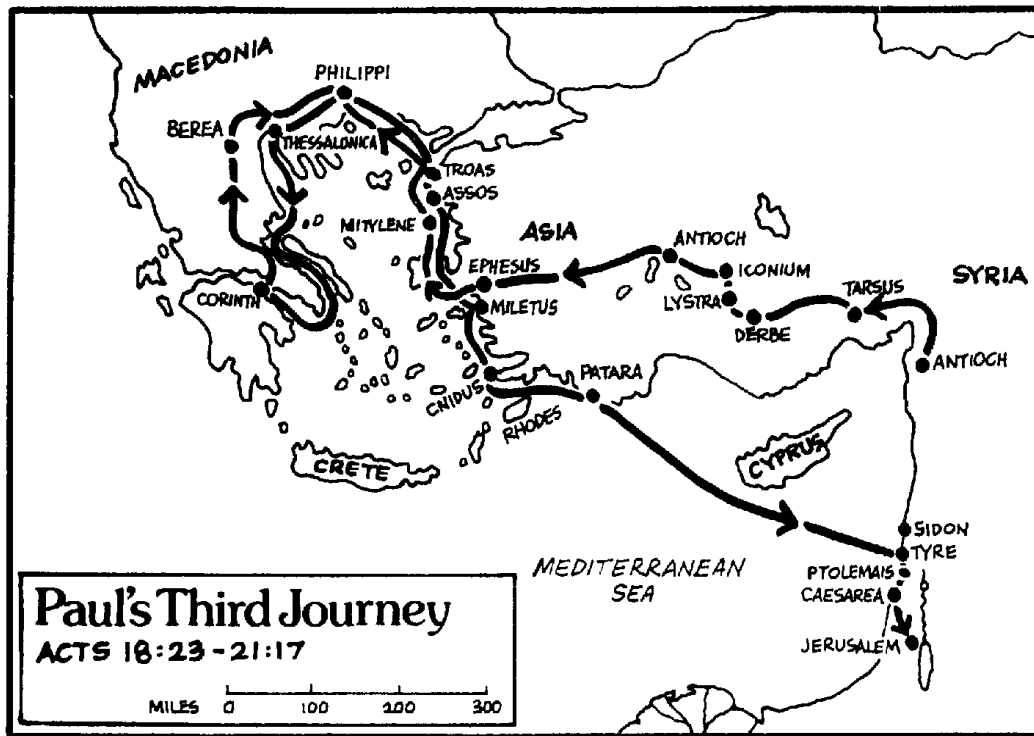 MACEDONIA
PHILIPPI
BEREA
THESSALONICA
TROAS
ASSOS
MITYLENE
ASIA
ANTIOCH
EPHESUS
ICONIUM
SYRIA
CORINTH
MILETUS
LYSTRA
TARSUS
DERBE
ANTIOCH
CNIDUS
PATARA
RHODES
CRETE
CYPRUS
SIDON
TYRE
MEDITERRANEAN
SEA
PTOLEMAIS
CAESAREA
JERUSALEM
Paul's Third Journey
ACTS 18:23-21:17
MILES 0 100 200 300